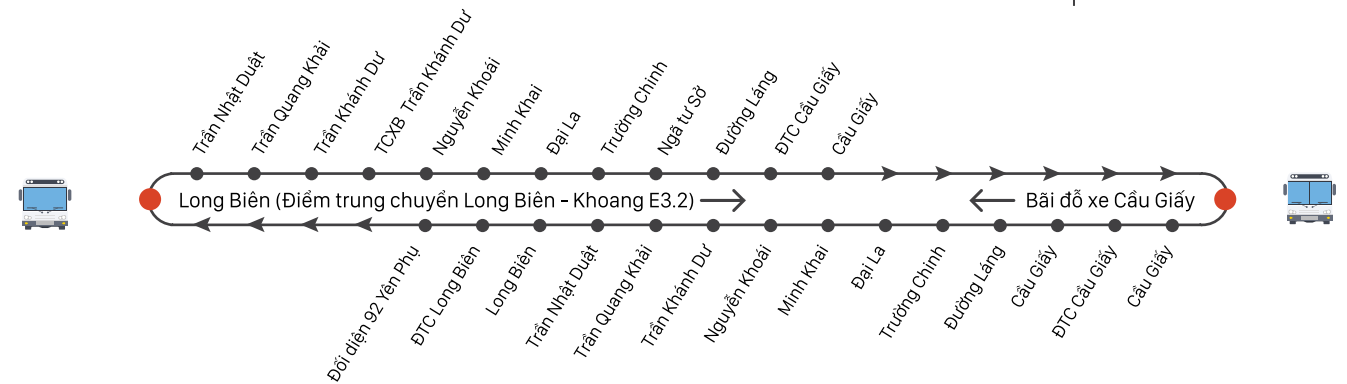 Trần Nhật Duật
Trần Quang Khải
Trần Khánh Dư
TCXB Trần Khánh Dư
Nguyễn Khoái
Minh Khai
Đại La
Trường Chinh
Ngã tư Sở
Đường Láng
ĐTC Cầu Giấy
Cầu Giấy
Long Biên (Điểm trung chuyển Long Biên - Khoang E3.2)
Bãi đỗ xe Cầu Giấy
Đối diện 92 Yên Phụ
ĐTC Long Biên
Long Biên
Trần Nhật Duật
Trần Quang Khải
Trần Khánh Dư
Nguyễn Khoái
Minh Khai
Đại La
Trường Chinh
Đường Láng
Cầu Giấy
ĐTC Cầu Giấy
Cầu Giấy